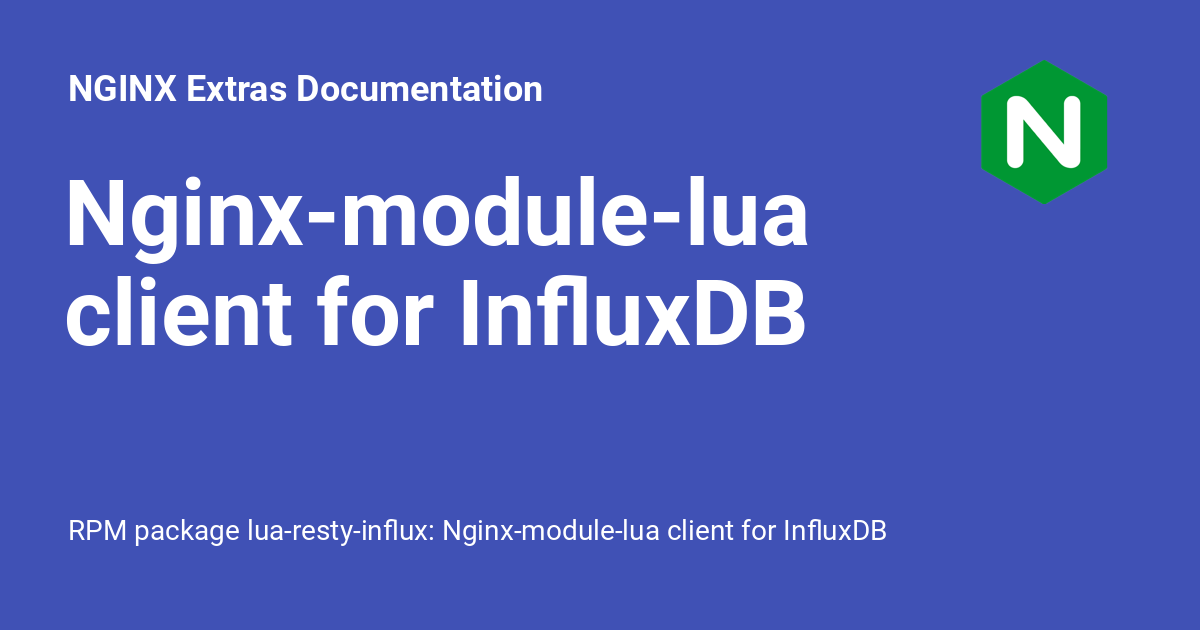 NGINX Extras Documentation
N
Nginx-module-lua
client for InfluxDB
RPM package lua-resty-influx: Nginx-module-lua client for InfluxDB